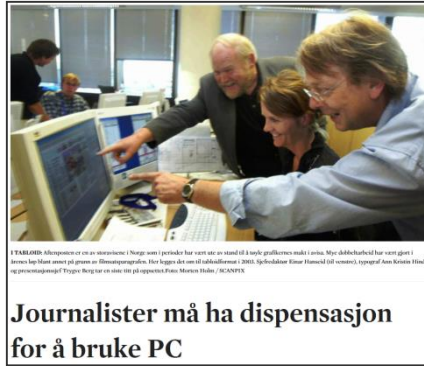 I TABLOID: Aftenposten er en av storavisene i Norge som i perioder har vært ute av stand til å tøyle grafikernes makt i avisa. Mye dobbeltarbeid har vært gjort i
årenes løp blant annet på grunn av filmsatsparagrafen. Her legges det om til tabloidformat i 2003. Sjefredaktør Einar Hanseid (til venstre), typograf Ann Kristin Hind
og presentasjonssjef Trygve Berg tar en siste titt på oppsettet. Foto: Morten Holm / SCANPIX
Journalister må ha dispensasjon
for å bruke PC